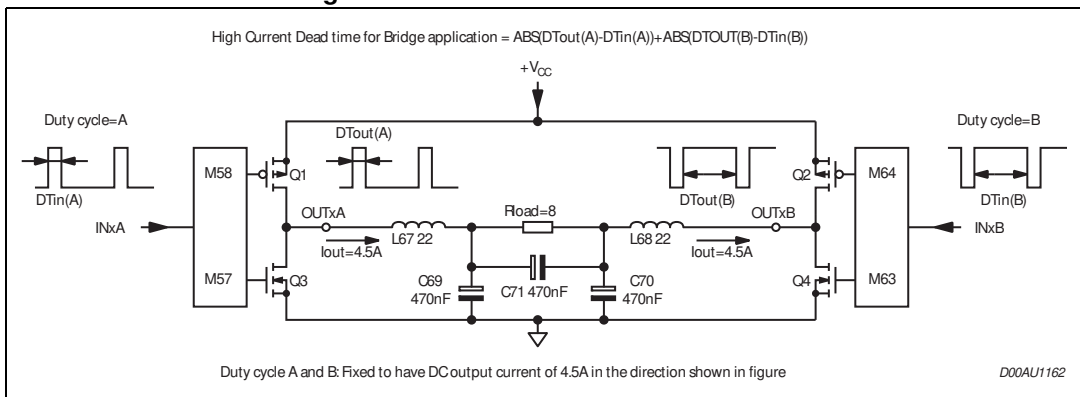 High Current Dead time for Bridge application = ABS(DTout(A)-DTin(A))+ABS(DTOUT(B)-DTin(B))
+VCC
Duty cycle=A
DTout(A)
Duty cycle=B
M58
Q1
Q2
M64
DTin(A)
DTout(B)
DTin(B)
INxA
OUTxA
Rload=8
OUTxB
INxB
L67 22
L68 22
Iout=4.5A
Iout=4.5A
M57
Q3
C69
470nF
C71 470nF
C70
470nF
Q4
M63
Duty cycle A and B: Fixed to have DC output current of 4.5A in the direction shown in figure
D00AU1162